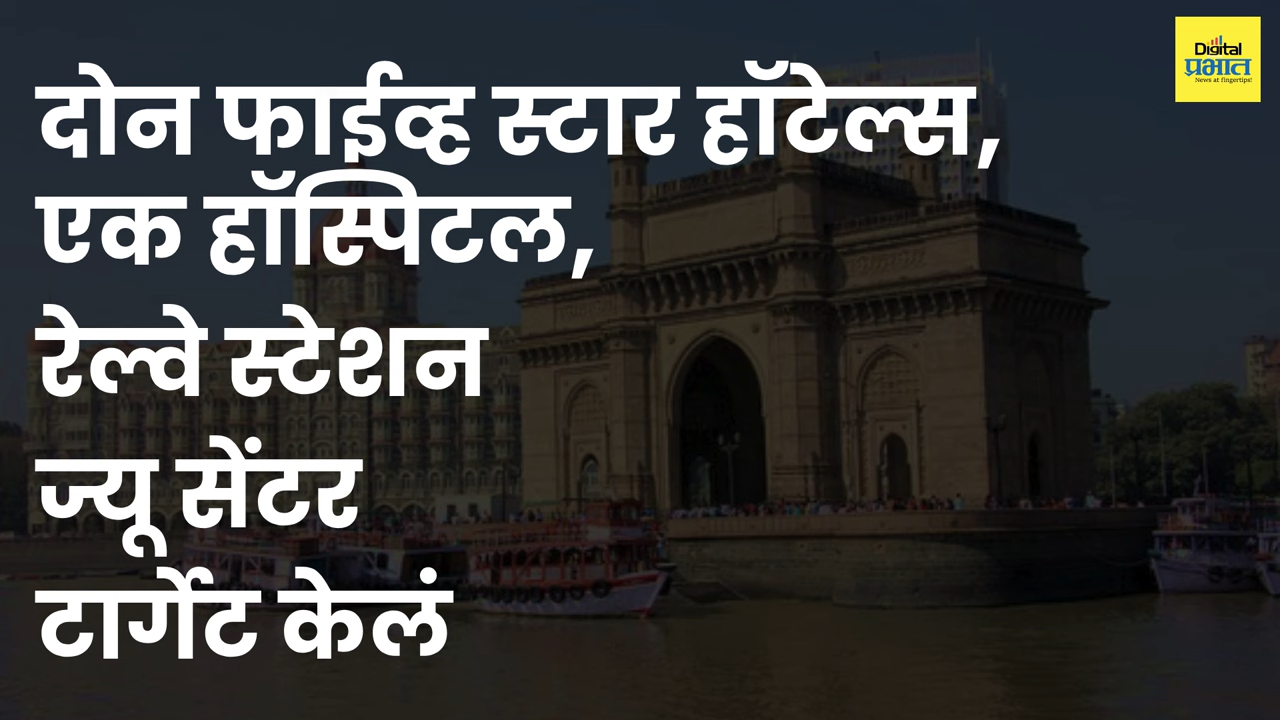 दोन फाईव्ह स्टार हॉटेल्स,
एक हॉस्पिटल,
रेल्वे स्टेशन
ज्यू सेंटर
टार्गेट केलं
Digital
प्रभात
News at fingertips!